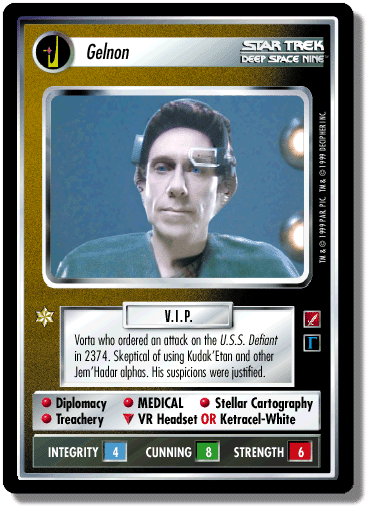 Gelnon
STAR TREK
DEEP SPACE NINE™
TM & © 1999 PAR. PIC. TM & © 1999 DECIPHER INC.
V.I.P.
Vorta who ordered an attack on the U.S.S. Defiant
in 2374. Skeptical of using Kudak'Etan and other
Jem'Hadar alphas. His suspicions were justified.
Diplomacy MEDICAL Stellar Cartography
Treachery VR Headset OR Ketracel-White
INTEGRITY 4 CUNNING 8 STRENGTH 6